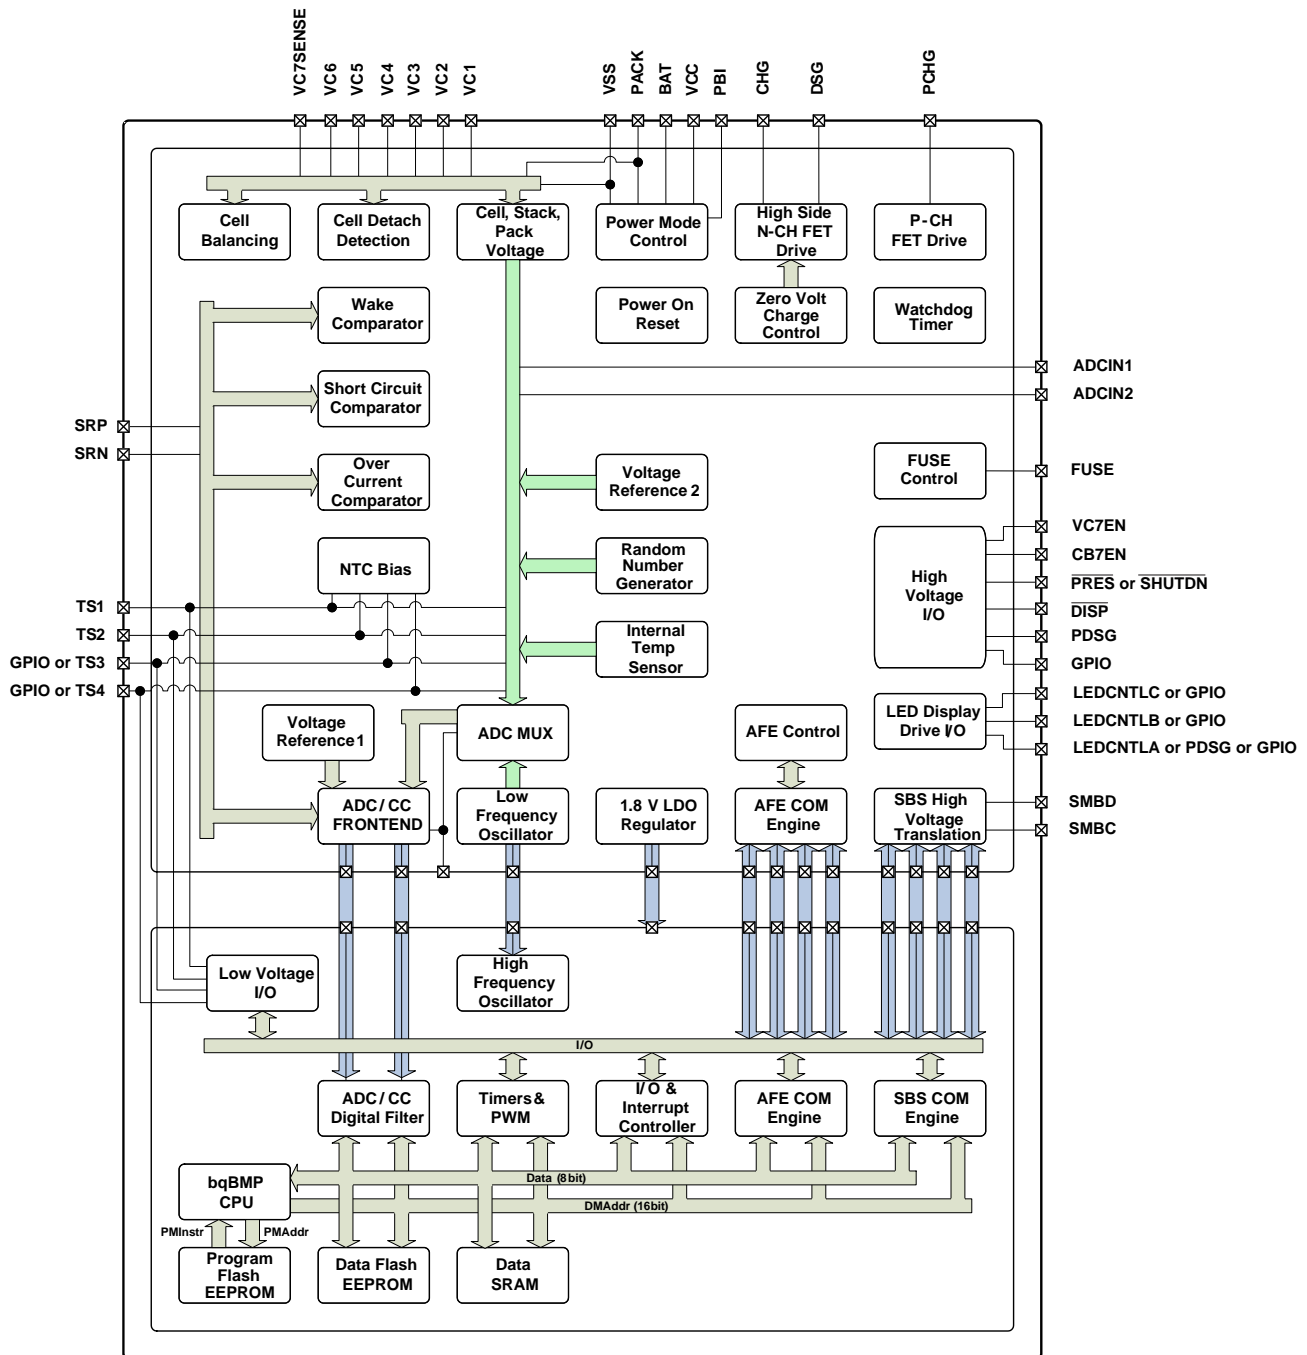 VC7SENSE
VC6
VC5
VC4
VC3
VC2
VC1
VSS
PACK
BAT
VCC
PBI
CHG
DSG
PCHG
Cell
Balancing
Cell Detach
Detection
Cell, Stack,
Pack
Voltage
Power Mode
Control
High Side
N-CH FET
Drive
P-CH
FET Drive
Wake
Comparator
Power On
Reset
Zero Volt
Charge
Control
Watchdog
Timer
ADCIN1
ADCIN2
Short Circuit
Comparator
SRP
SRN
Over
Current
Comparator
Voltage
Reference 2
FUSE
Control
FUSE
NTC Bias
Random
Number
Generator
High
Voltage
I/O
VC7EN
CB7EN
PRES or SHUTDN
DISP
PDSG
GPIO
TS1
TS2
GPIO or TS3
GPIO or TS4
Internal
Temp
Sensor
Voltage
Reference 1
ADC MUX
AFE Control
LED Display
Drive I/O
LEDCNTLC or GPIO
LEDCNTLB or GPIO
LEDCNTLA or PDSG or GPIO
ADC / CC
FRONTEND
Low
Frequency
Oscillator
1.8 V LDO
Regulator
AFE COM
Engine
SBS High
Voltage
Translation
SMBD
SMBC
Low Voltage
I/O
High
Frequency
Oscillator
I/O
ADC / CC
Digital Filter
Timers &
PWM
I/O &
Interrupt
Controller
AFE COM
Engine
SBS COM
Engine
bqBMP
CPU
Data (8bit)
DMAddr (16bit)
PMInstr
PMAddr
Program
Flash
EEPROM
Data Flash
EEPROM
Data
SRAM